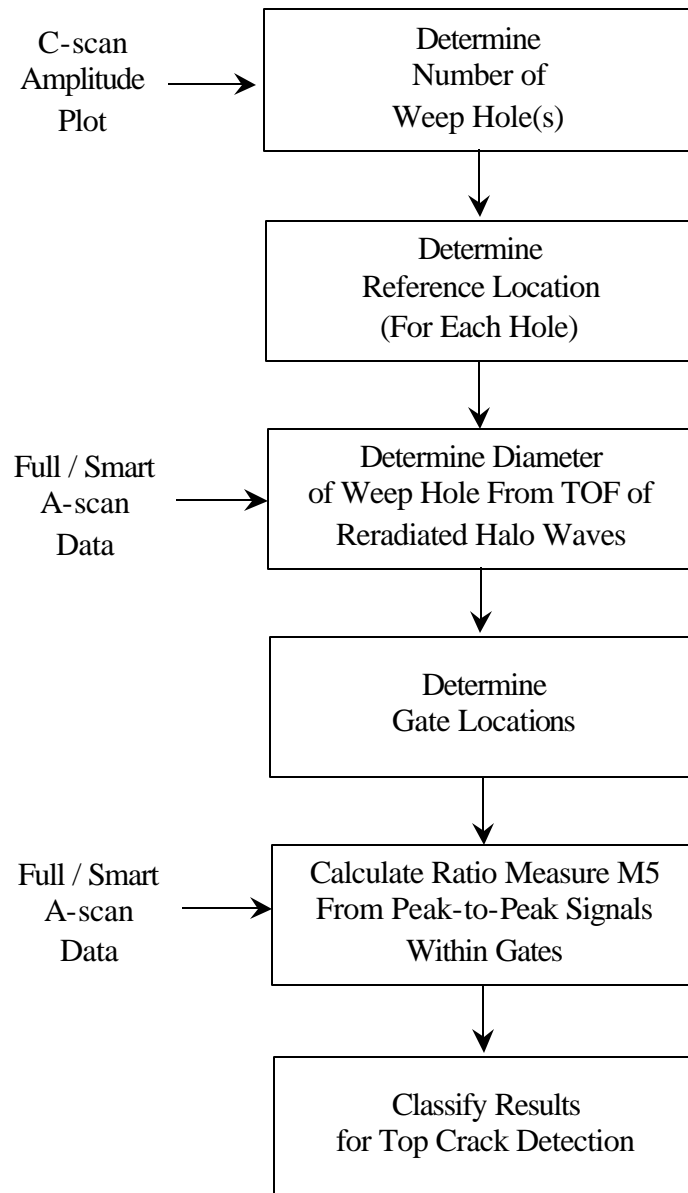 C-scan
Amplitude
Plot
Determine
Number of
Weep Hole(s)
Determine
Reference Location
(For Each Hole)
Full / Smart
A-scan
Data
Determine Diameter
of Weep Hole From TOF of
Reradiated Halo Waves
Determine
Gate Locations
Full / Smart
A-scan
Data
Calculate Ratio Measure M5
From Peak-to-Peak Signals
Within Gates
Classify Results
for Top Crack Detection